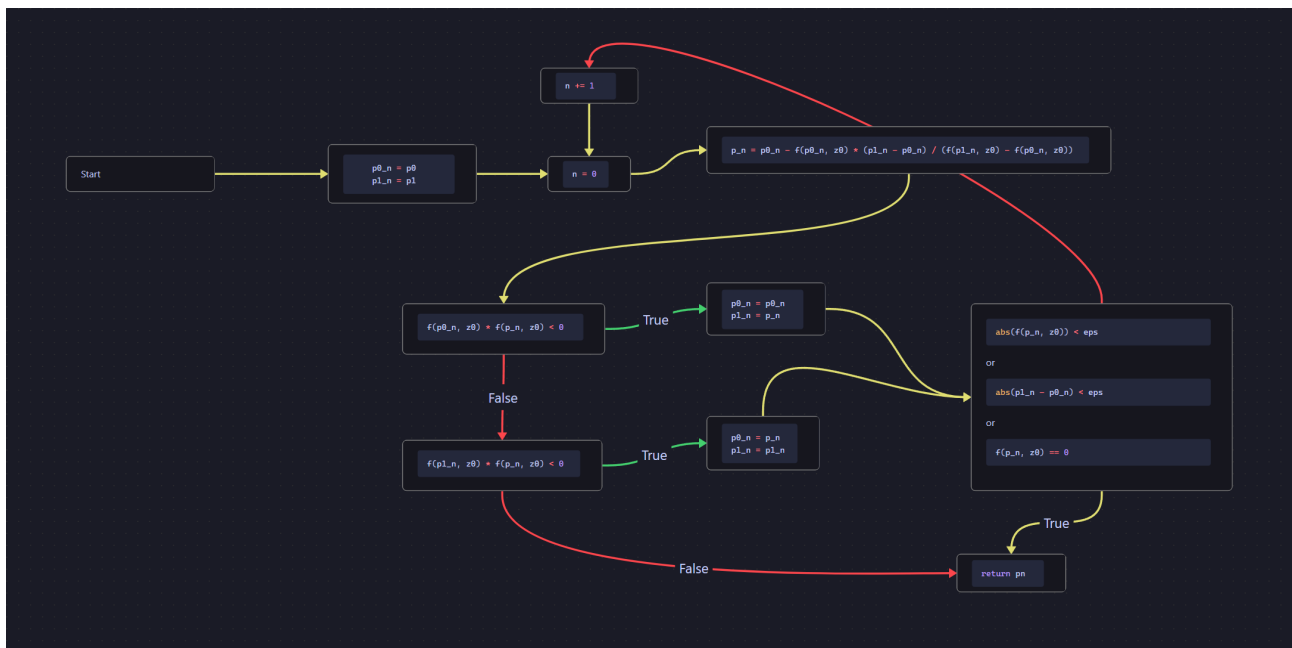 n += 1
Start
p0_n = p0
p1_n = p1
n = 0
p_n = p0_n - f(p0_n, z0) * (p1_n - p0_n) / (f(p1_n, z0) - f(p0_n, z0))
f(p0_n, z0) * f(p_n, z0) < 0
True
p0_n = p0_n
p1_n = p_n
False
f(p1_n, z0) * f(p_n, z0) < 0
True
p0_n = p_n
p1_n = p1_n
abs(f(p_n, z0)) < eps
or
abs(p1_n - p0_n) < eps
or
f(p_n, z0) == 0
True
False
return pn